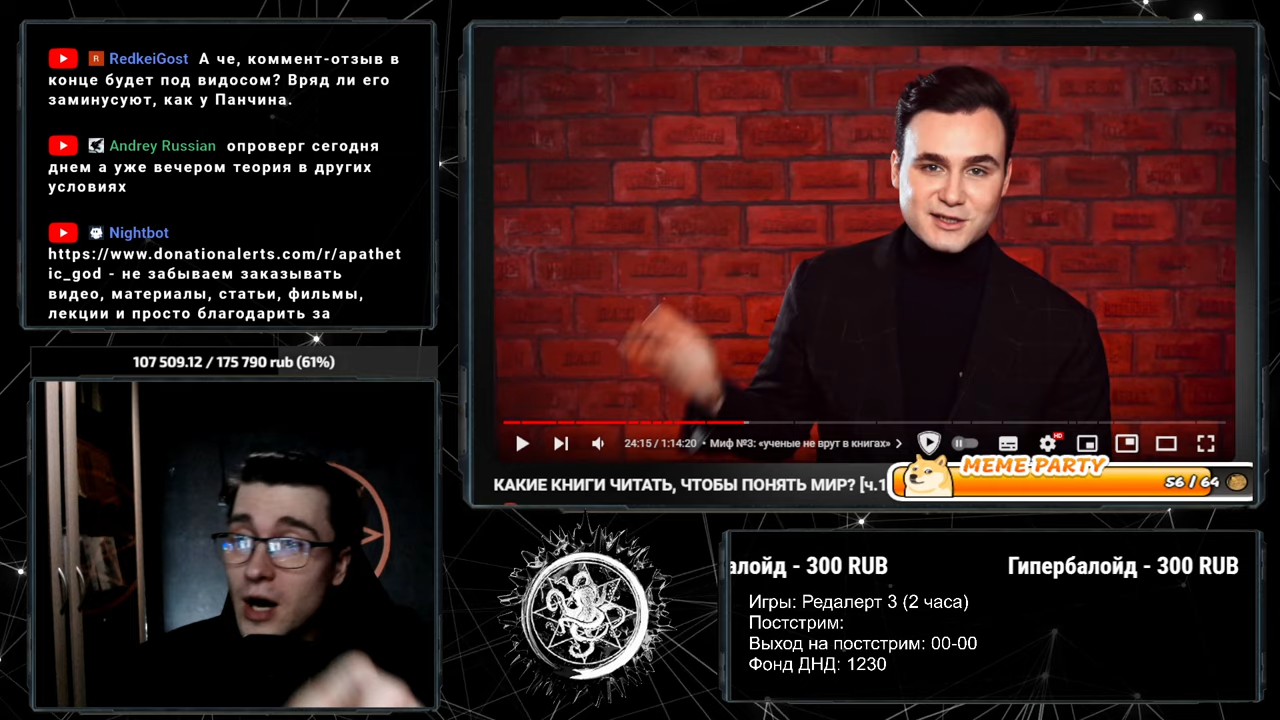 R RedkeiGost А че, коммент-отзыв в
конце будет под видосом? Вряд ли его
заминусуют, как у Панчина.
Andrey Russian опроверг сегодня
днем а уже вечером теория в других
условиях
Nightbot
https://www.donationalerts.com/r/apathet
ic_god - не забываем заказывать
видео, материалы, статьи, фильмы,
лекции и просто благодарить за
107 509.12 / 175 790 rub (61%)
24:15 / 1:14:20 • Миф №3: «ученые не врут в книгах»
HD
КАКИЕ КНИГИ ЧИТАТЬ, ЧТОБЫ ПОНЯТЬ МИР? [ч.1
MEME PARTY
56 / 64
алойд - 300 RUB Гипербалойд - 300 RUB
Игры: Редалерт 3 (2 часа)
Постстрим:
Выход на постстрим: 00-00
Фонд ДНД: 1230